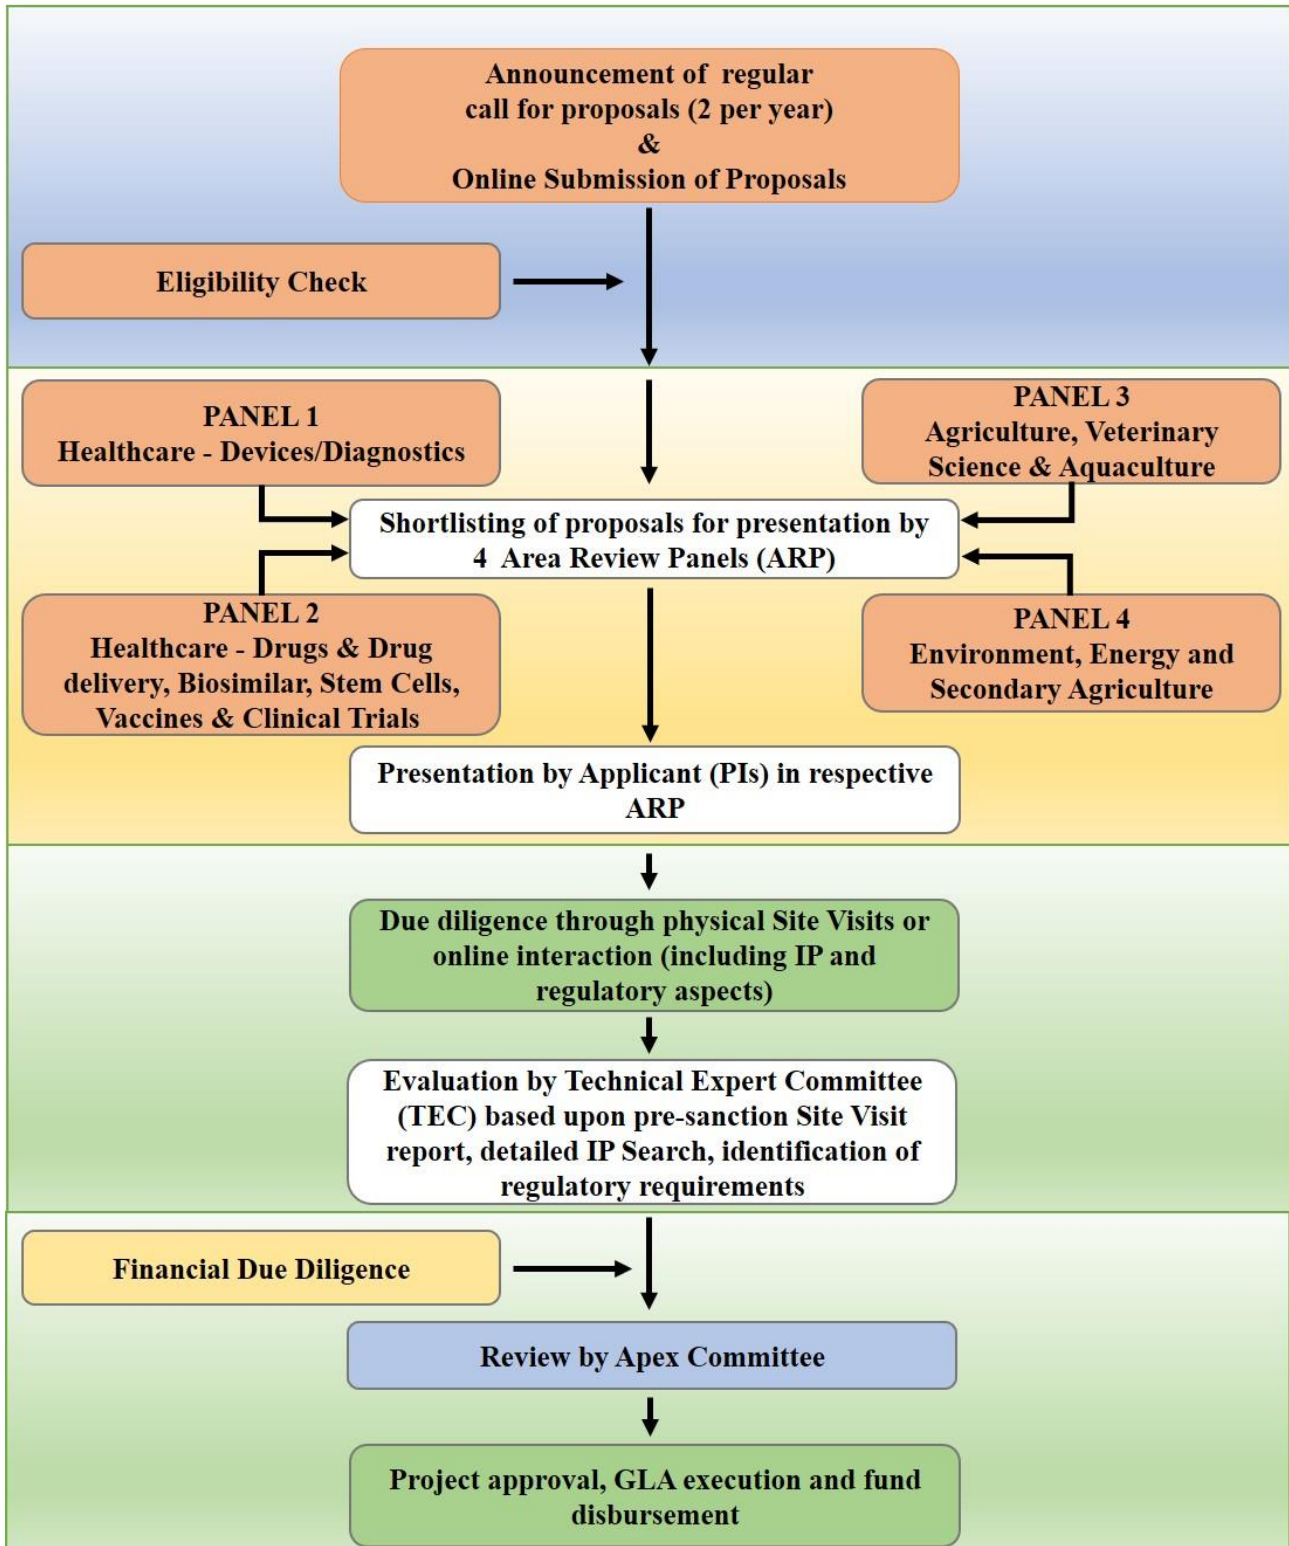 Announcement of regular
call for proposals (2 per year)
&
Online Submission of Proposals
Eligibility Check
PANEL 1
Healthcare - Devices/Diagnostics
PANEL 3
Agriculture, Veterinary
Science & Aquaculture
Shortlisting of proposals for presentation by
4 Area Review Panels (ARP)
PANEL 2
Healthcare - Drugs & Drug
delivery, Biosimilar, Stem Cells,
Vaccines & Clinical Trials
PANEL 4
Environment, Energy and
Secondary Agriculture
Presentation by Applicant (PIs) in respective
ARP
Due diligence through physical Site Visits or
online interaction (including IP and
regulatory aspects)
Evaluation by Technical Expert Committee
(TEC) based upon pre-sanction Site Visit
report, detailed IP Search, identification of
regulatory requirements
Financial Due Diligence
Review by Apex Committee
Project approval, GLA execution and fund
disbursement